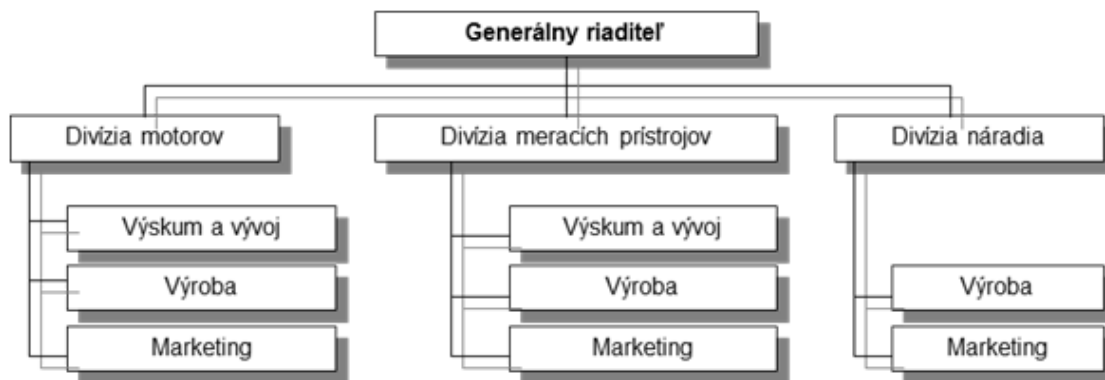 Generálny riaditeľ
Divízia motorov
Divízia meracích prístrojov
Divízia náradia
Výskum a vývoj
Výroba
Marketing
Výskum a vývoj
Výroba
Marketing
Výroba
Marketing